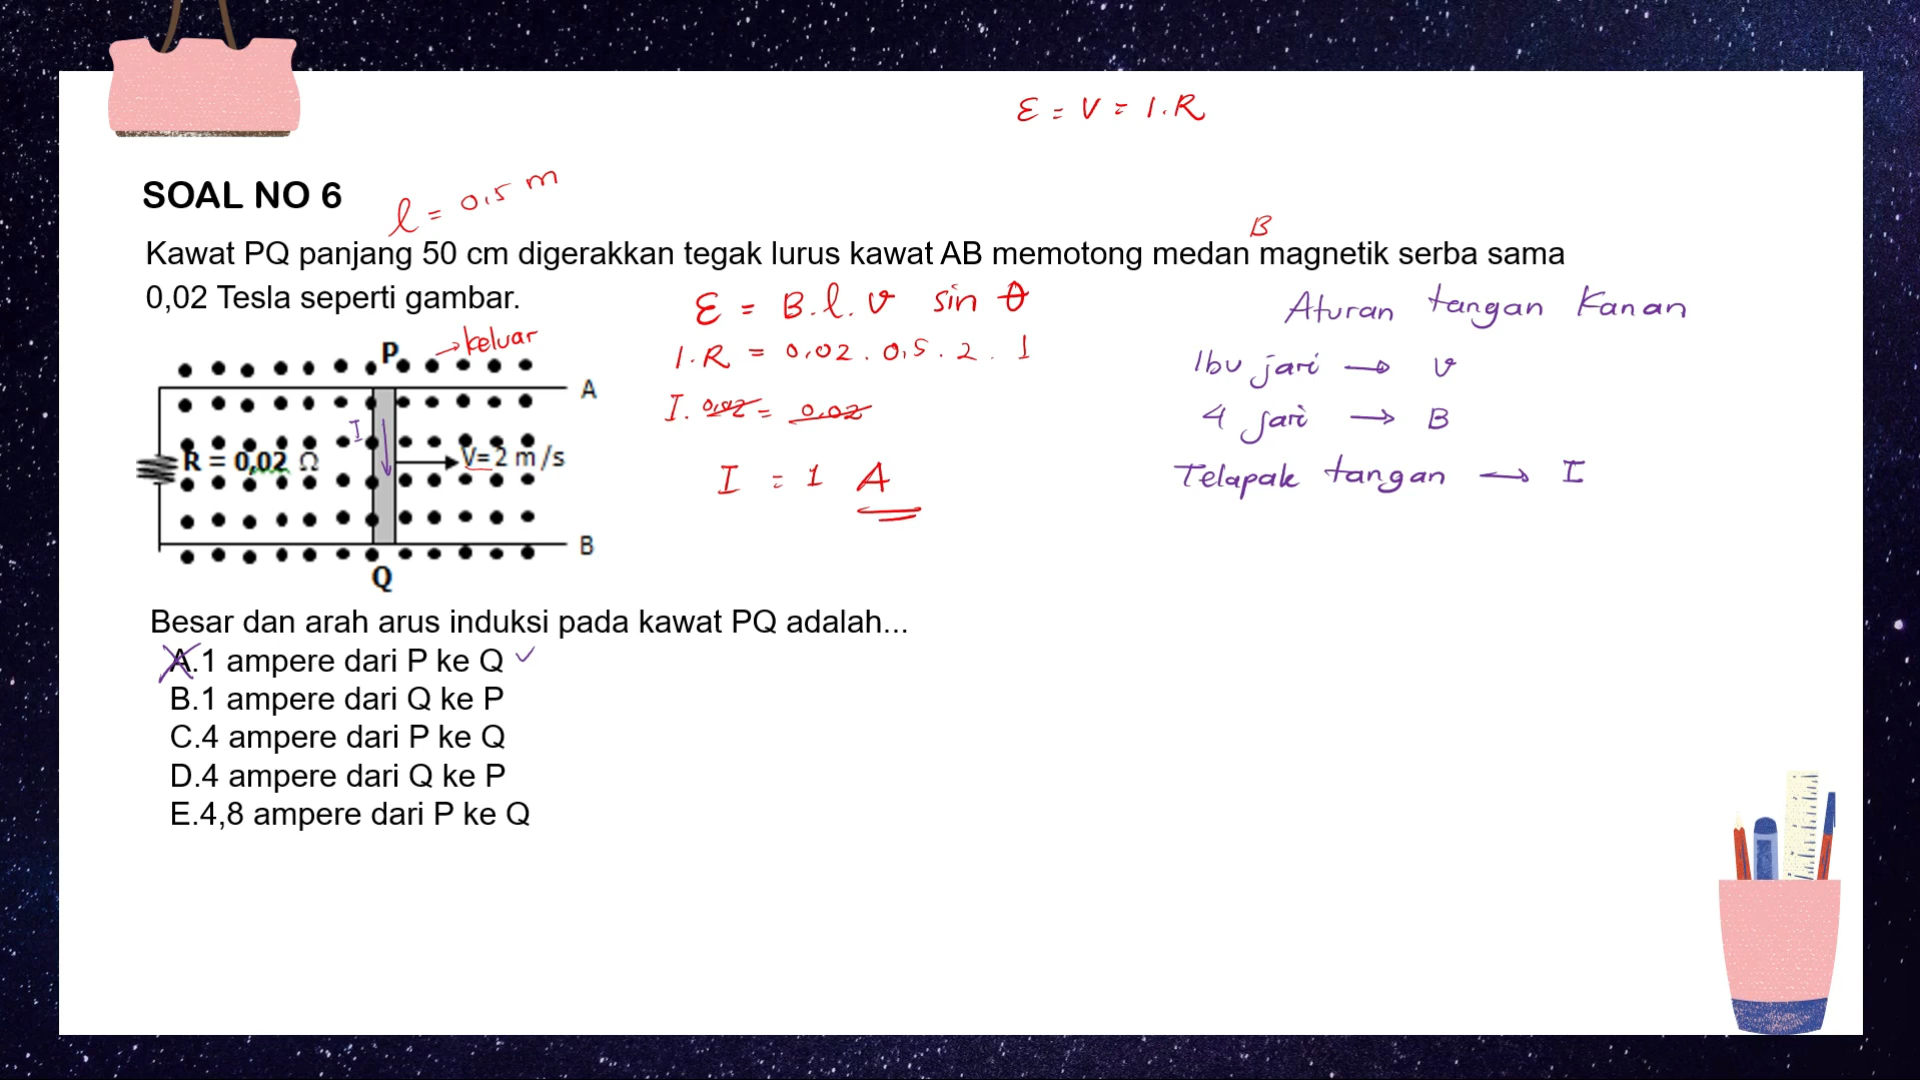 ε = V = I.R
SOAL NO 6
l = 0,5 m
B
Kawat PQ panjang 50 cm digerakkan tegak lurus kawat AB memotong medan magnetik serba sama
0,02 Tesla seperti gambar.
ε = B.l.v sin θ
Aturan tangan Kanan
P
→ keluar
I.R = 0,02 . 0,5 . 2 . 1
Ibu jari → v
A
I. 0,02 = 0,02
4 jari → B
I
R = 0,02 Ω
V=2 m/s
I = 1 A
Telapak tangan → I
B
Q
Besar dan arah arus induksi pada kawat PQ adalah...
A.1 ampere dari P ke Q ✓
B.1 ampere dari Q ke P
C.4 ampere dari P ke Q
D.4 ampere dari Q ke P
E.4,8 ampere dari P ke Q